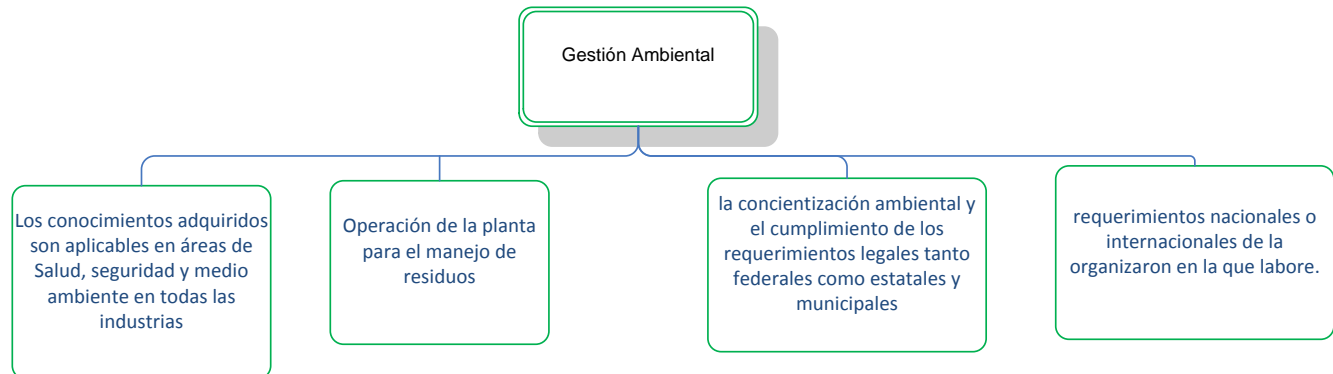 Gestión Ambiental
Los conocimientos adquiridos
son aplicables en áreas de
Salud, seguridad y medio
ambiente en todas las
industrias
Operación de la planta
para el manejo de
residuos
la concientización ambiental y
el cumplimiento de los
requerimientos legales tanto
federales como estatales y
municipales
requerimientos nacionales o
internacionales de la
organizaron en la que labore.